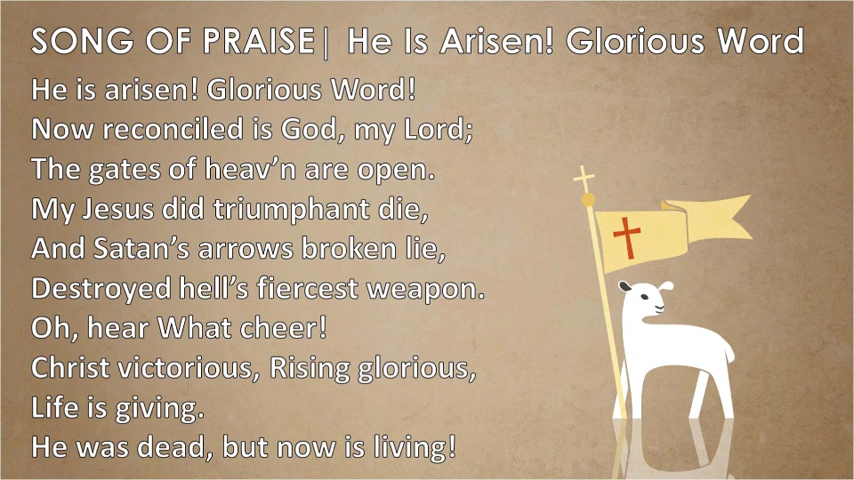 SONG OF PRAISE| He Is Arisen! Glorious Word
He is arisen! Glorious Word!
Now reconciled is God, my Lord;
The gates of heav’n are open.
My Jesus did triumphant die,
And Satan’s arrows broken lie,
Destroyed hell’s fiercest weapon.
Oh, hear What cheer!
Christ victorious, Rising glorious,
Life is giving.
He was dead, but now is living!